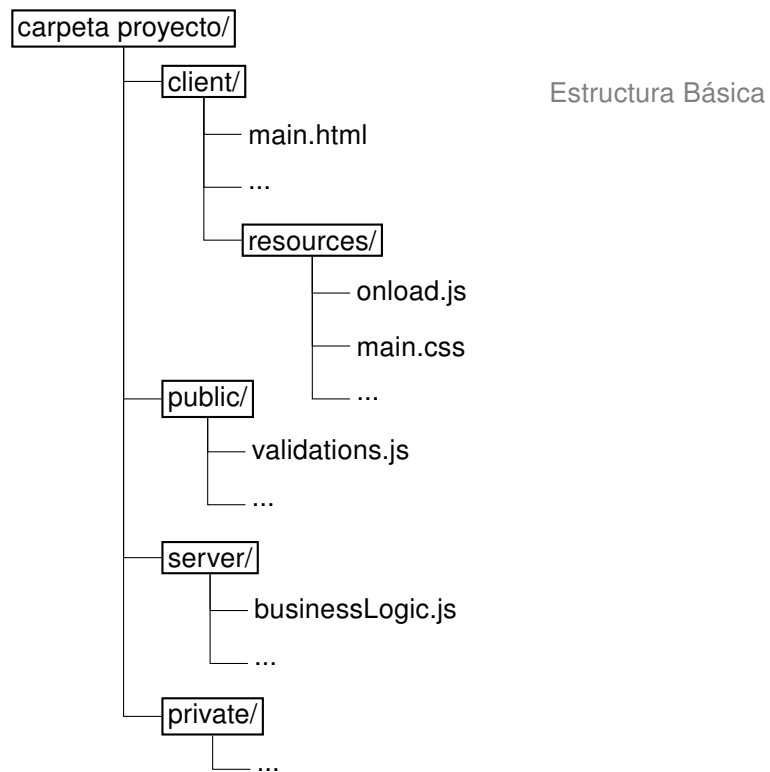 carpeta proyecto/
client/
Estructura Básica
main.html
...
resources/
onload.js
main.css
...
public/
validations.js
...
server/
businessLogic.js
...
private/
...